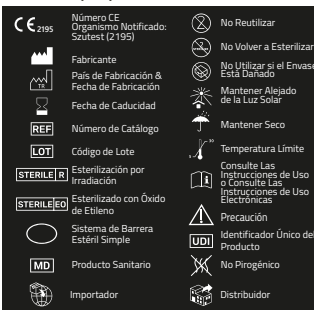 CE 2195
Número CE
Organismo Notificado:
Szutest (2195)
Fabricante
TR
País de Fabricación &
Fecha de Fabricación
Fecha de Caducidad
REF
Número de Catálogo
LOT
Código de Lote
STERILE R
Esterilización por
Irradiación
STERILE EO
Esterilizado con Óxido
de Etileno
Sistema de Barrera
Estéril Simple
MD
Producto Sanitario
Importador
2
No Reutilizar
No Volver a Esterilizar
No Utilizar si el Envase
Está Dañado
Mantener Alejado
de la Luz Solar
Mantener Seco
Temperatura Límite
Consulte Las
Instrucciones de Uso
o Consulte Las
Instrucciones de Uso
Electrónicas
Precaución
UDI
Identificador Único del
Producto
No Pirogénico
Distribuidor